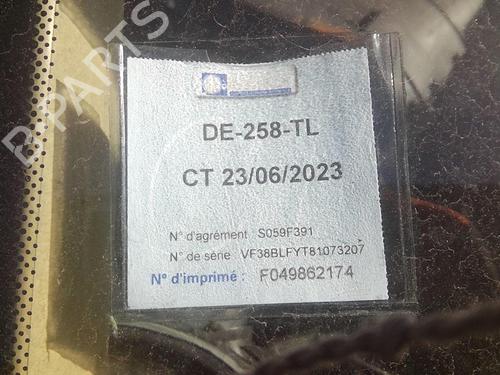 B-PARTS
DE-258-TL
CT 23/06/2023
N° d'agrément : S059F391
N° de série : VF38BLFYT81073207
N° d'imprimé : F049862174